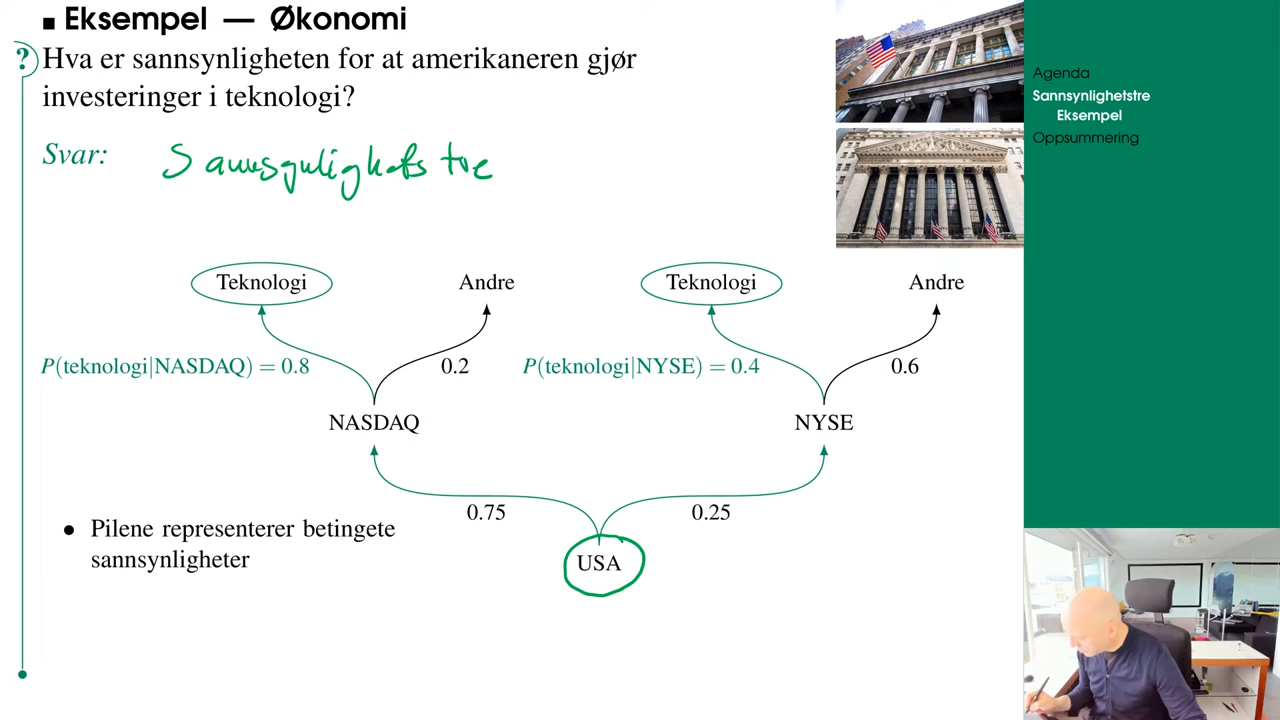 ■ Eksempel — Økonomi
? Hva er sannsynligheten for at amerikaneren gjør
investeringer i teknologi?
Svar: Sannsynlighets tre
Teknologi Andre Teknologi Andre
P(teknologi|NASDAQ) = 0.8 0.2 P(teknologi|NYSE) = 0.4 0.6
NASDAQ NYSE
0.75 0.25
• Pilene representerer betingete
sannsynligheter
USA
Agenda
Sannsynlighetstre
Eksempel
Oppsummering